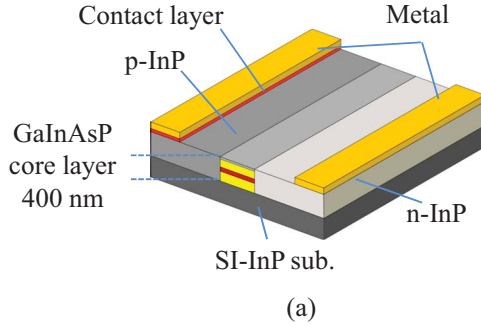 Contact layer
Metal
p-InP
GaInAsP
core layer
400 nm
n-InP
SI-InP sub.
(a)